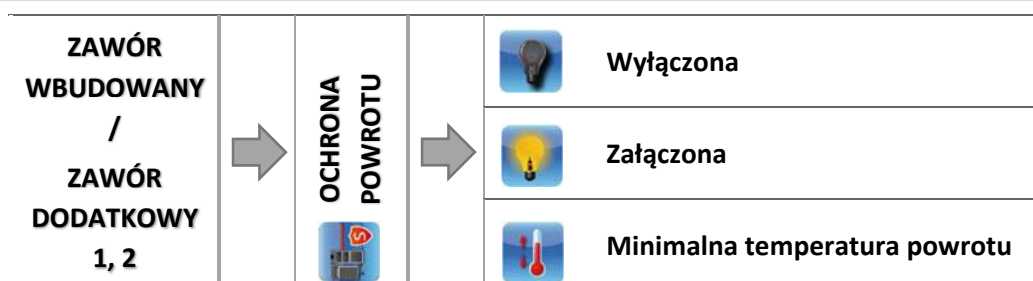 ZAWÓR
WBUDOWANY
/
ZAWÓR
DODATKOWY
1, 2
OCHRONA
POWROTU
S
Wyłączona
Załączona
Minimalna temperatura powrotu